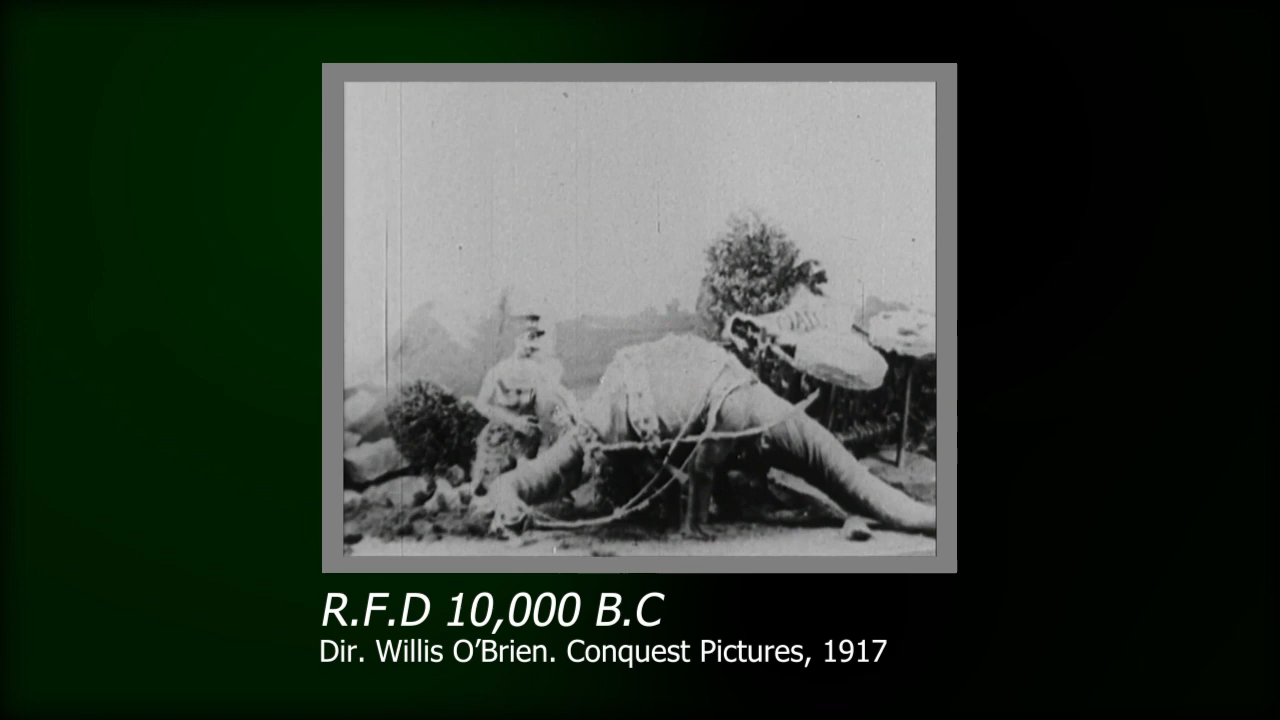 R.F.D 10,000 B.C
Dir. Willis O’Brien. Conquest Pictures, 1917